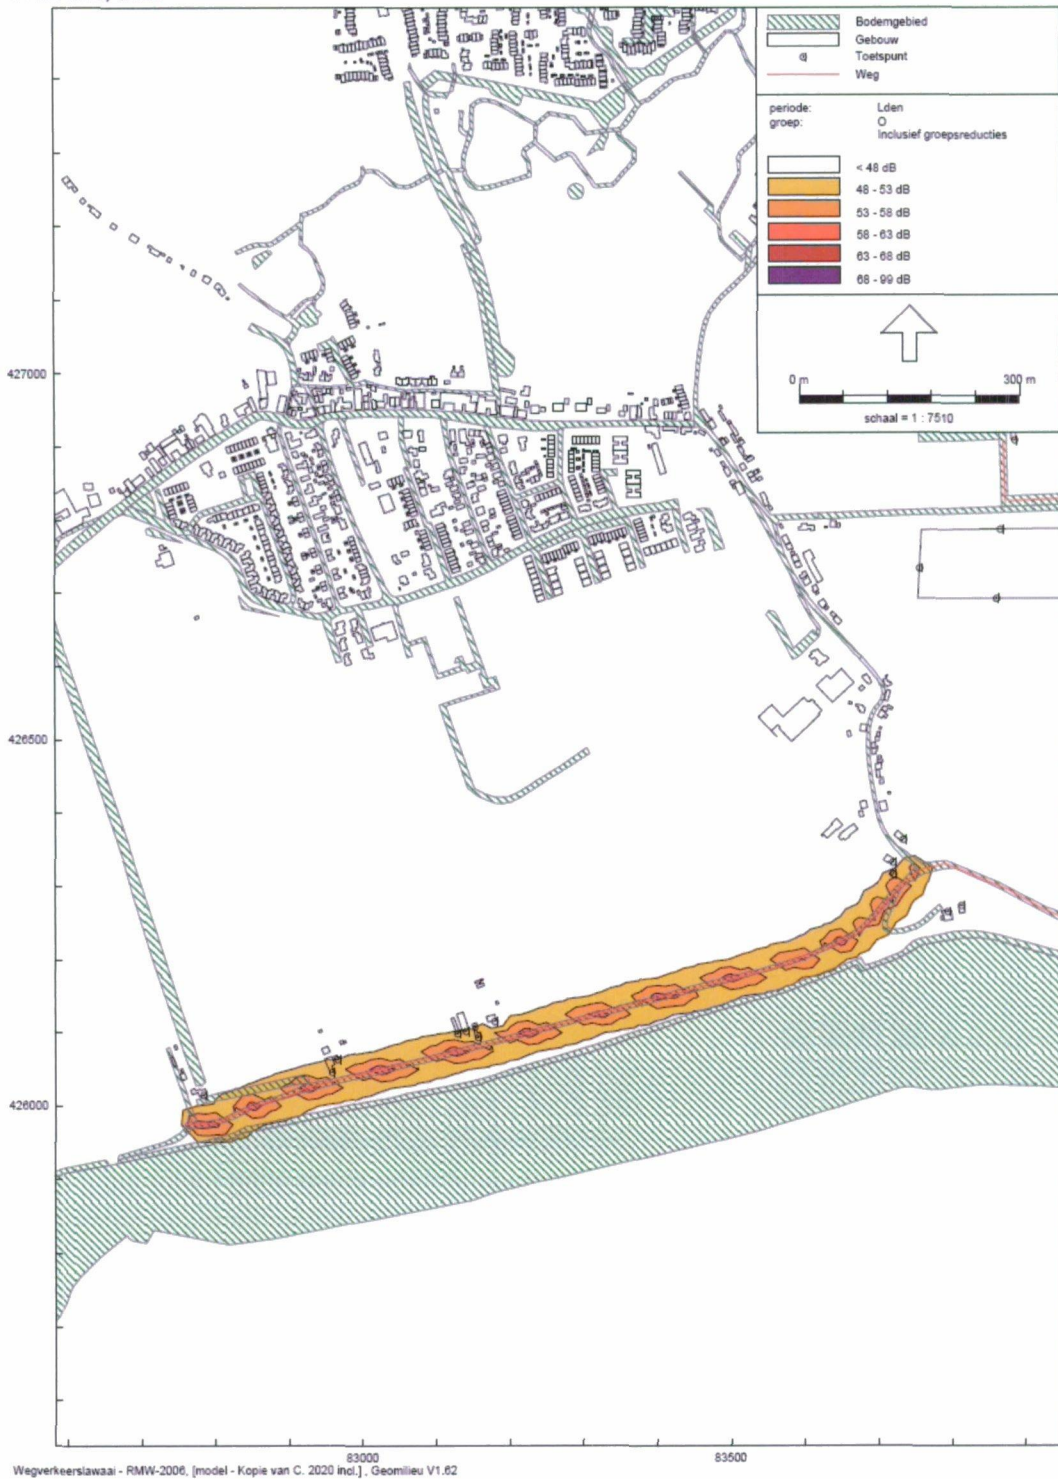 Bodemgebied
Gebouw
Toetspunt
Weg
periode: Lden
groep: O
Inclusief groepsreducties
< 48 dB
48 - 53 dB
53 - 58 dB
58 - 63 dB
63 - 68 dB
68 - 99 dB
0 m 300 m
schaal = 1 : 7510
427000
426500
426000
83000 83500
Wegverkeerslawaai - RMW-2006, [model - Kopie van C. 2020 incl.] , Geomilieu V1.62